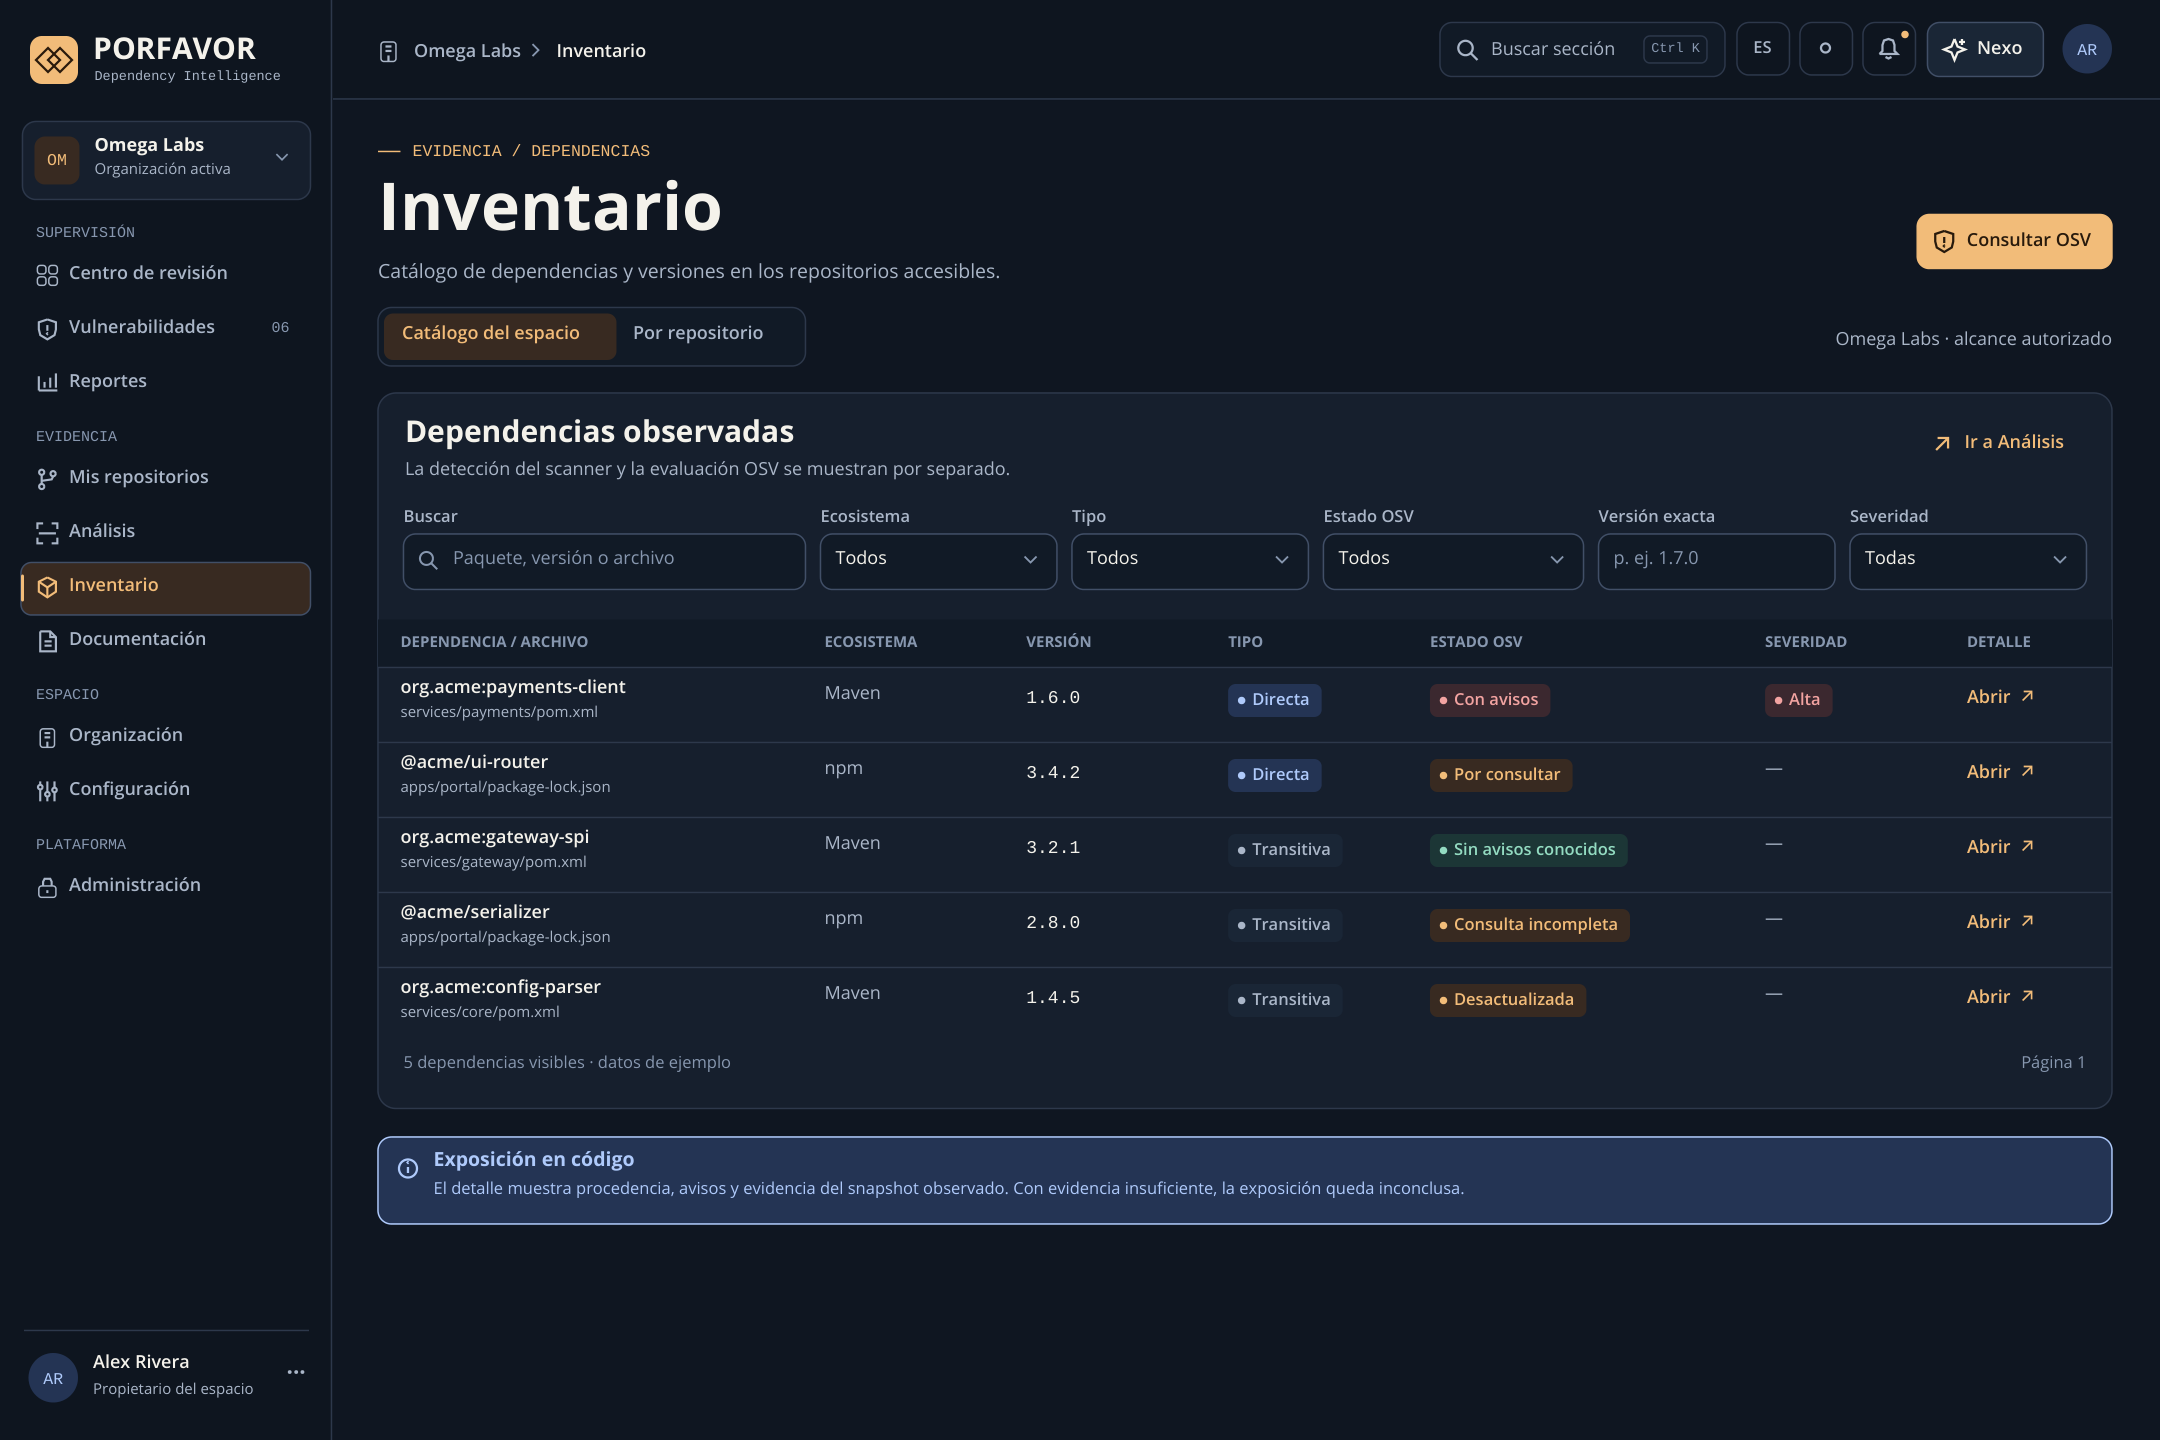 PORFAVOR
Dependency Intelligence
OM
Omega Labs
Organización activa
SUPERVISIÓN
Centro de revisión
Vulnerabilidades 06
Reportes
EVIDENCIA
Mis repositorios
Análisis
Inventario
Documentación
ESPACIO
Organización
Configuración
PLATAFORMA
Administración
AR
Alex Rivera
Propietario del espacio
Omega Labs > Inventario
Buscar sección Ctrl K
ES
Nexo
AR
EVIDENCIA / DEPENDENCIAS
Inventario
Catálogo de dependencias y versiones en los repositorios accesibles.
Consultar OSV
Catálogo del espacio Por repositorio
Omega Labs · alcance autorizado
Dependencias observadas
La detección del scanner y la evaluación OSV se muestran por separado.
Ir a Análisis
Buscar Ecosistema Tipo Estado OSV Versión exacta Severidad
Paquete, versión o archivo Todos Todos Todos p. ej. 1.7.0 Todas
DEPENDENCIA / ARCHIVO ECOSISTEMA VERSIÓN TIPO ESTADO OSV SEVERIDAD DETALLE
org.acme:payments-client Maven 1.6.0 Directa Con avisos Alta Abrir
services/payments/pom.xml
@acme/ui-router npm 3.4.2 Directa Por consultar — Abrir
apps/portal/package-lock.json
org.acme:gateway-spi Maven 3.2.1 Transitiva Sin avisos conocidos — Abrir
services/gateway/pom.xml
@acme/serializer npm 2.8.0 Transitiva Consulta incompleta — Abrir
apps/portal/package-lock.json
org.acme:config-parser Maven 1.4.5 Transitiva Desactualizada — Abrir
services/core/pom.xml
5 dependencias visibles · datos de ejemplo Página 1
Exposición en código
El detalle muestra procedencia, avisos y evidencia del snapshot observado. Con evidencia insuficiente, la exposición queda inconclusa.